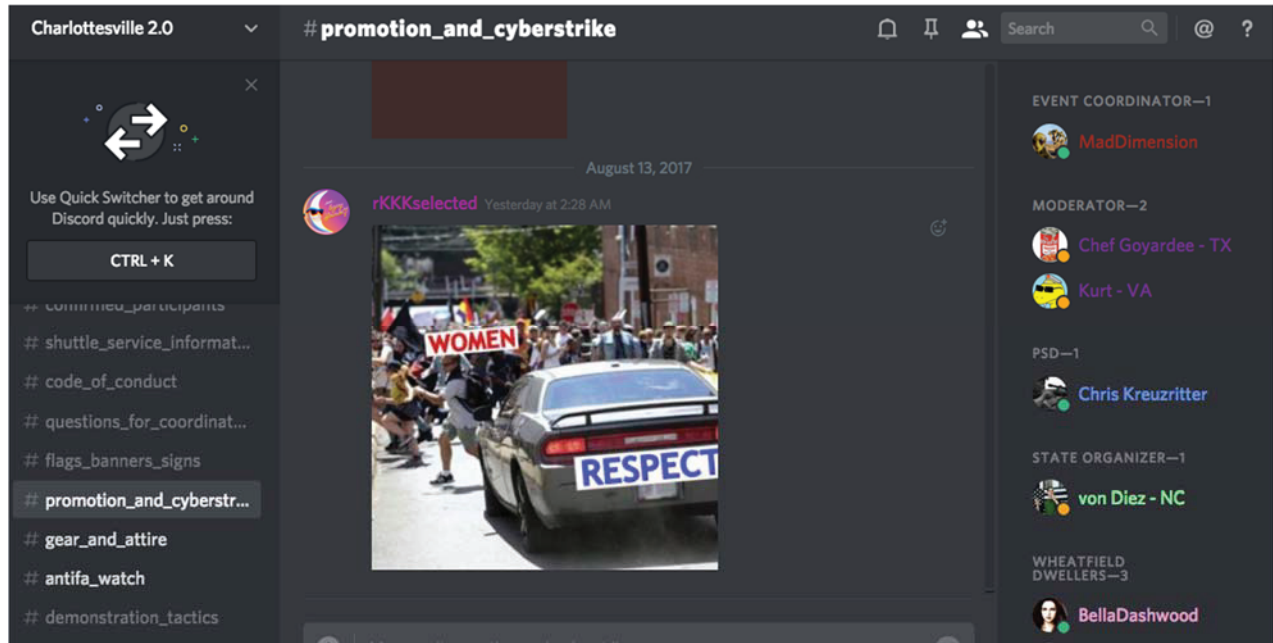 Charlottesville 2.0
Use Quick Switcher to get around
Discord quickly. Just press:
CTRL + K
# confirmed_participants
# shuttle_service_informat...
# code_of_conduct
# questions_for_coordinat...
# flags_banners_signs
# promotion_and_cyberstr...
# gear_and_attire
# antifa_watch
# demonstration_tactics
#promotion_and_cyberstrike
Search
@ ?
August 13, 2017
rKKKselected Yesterday at 2:28 AM
WOMEN
RESPECT
EVENT COORDINATOR—1
MadDimension
MODERATOR—2
Chef Goyardee - TX
Kurt - VA
PSD—1
Chris Kreuzritter
STATE ORGANIZER—1
von Diez - NC
WHEATFIELD
DWELLERS—3
BellaDashwood